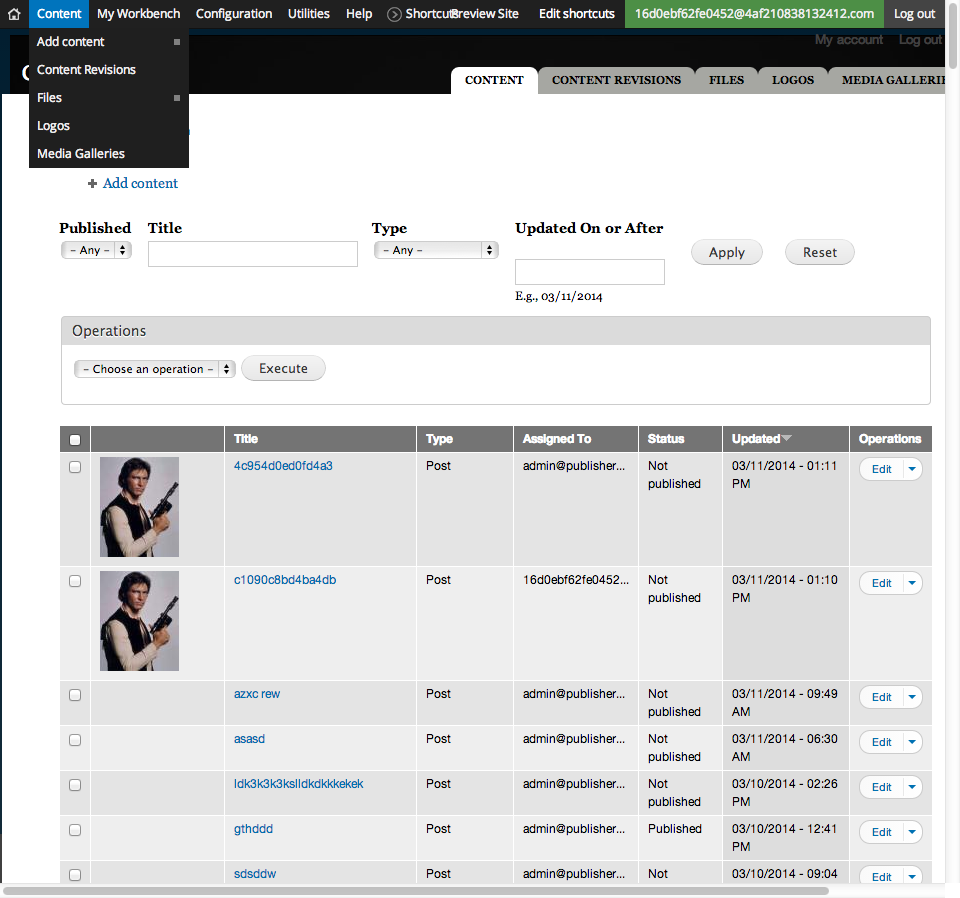 Content My Workbench Configuration Utilities Help Shortcuts Preview Site Edit shortcuts 16d0ebf62fe0452@4af210838132412.com Log out
Add content
Content Revisions
Files
Logos
Media Galleries
My account Log out
CONTENT CONTENT REVISIONS FILES LOGOS MEDIA GALLERIE
Add content
Published Title Type Updated On or After
- Any - - Any - Apply Reset
E.g., 03/11/2014
Operations
- Choose an operation - Execute
Title Type Assigned To Status Updated Operations
4c954d0ed0fd4a3 Post admin@publisher... Not 03/11/2014 - 01:11 Edit
published PM
c1090c8bd4ba4db Post 16d0ebf62fe0452... Not 03/11/2014 - 01:10 Edit
published PM
azxc rew Post admin@publisher... Not 03/11/2014 - 09:49 Edit
published AM
asasd Post admin@publisher... Not 03/11/2014 - 06:30 Edit
published AM
ldk3k3k3kslldkdkkkekek Post admin@publisher... Not 03/10/2014 - 02:26 Edit
published PM
gthddd Post admin@publisher... Published 03/10/2014 - 12:41 Edit
PM
sdsddw Post admin@publisher... Not 03/10/2014 - 09:04 Edit